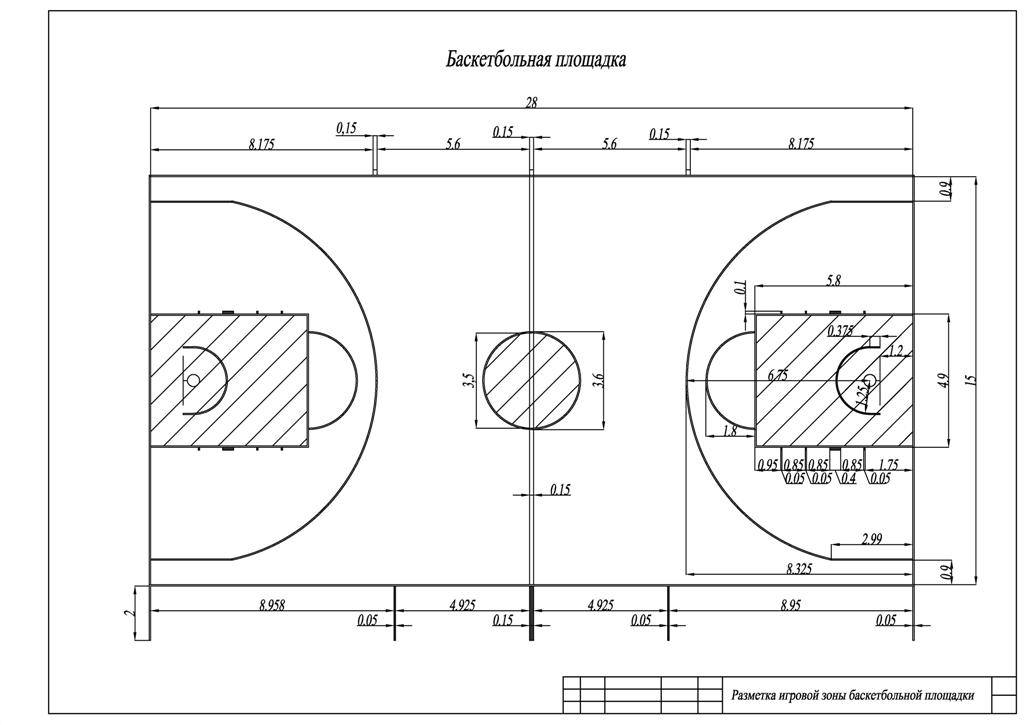 Баскетбольная площадка
28
0,15 0.15 0.15
8.175 5.6 5.6 8.175
0.9
5.8
0.1
0.375
1.2
3,5 3.6 6.75 4.9 15
1.25
1.8
0.95 0.85 0.85 0.85 1.75
0.05 0.05 0.4 0.05
0.15
2.99
8.325 0.9
2 8.958 4.925 4.925 8.95
0.05 0.15 0.05 0.05
Разметка игровой зоны баскетбольной площадки